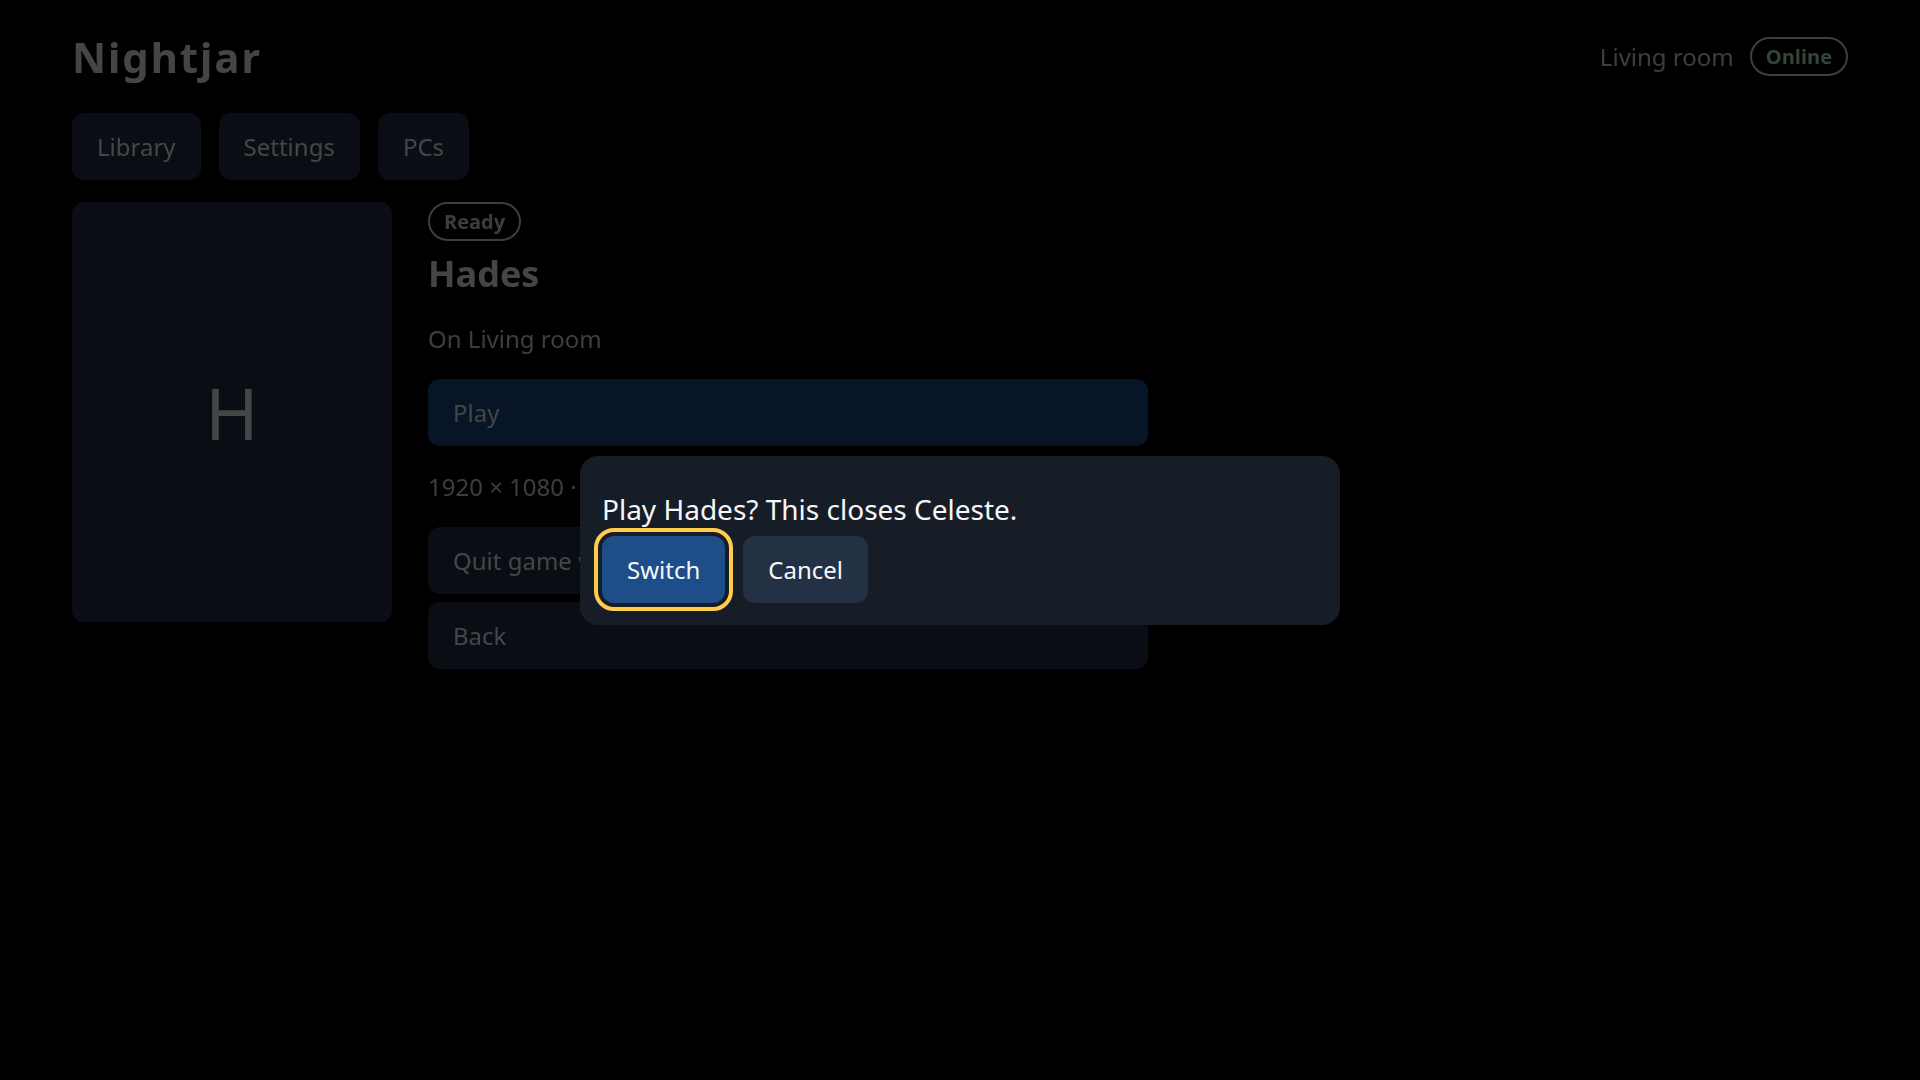 Nightjar
Living room
Online
Library
Settings
PCs
H
Ready
Hades
On Living room
Play
1920 × 1080 ·
Play Hades? This closes Celeste.
Switch
Cancel
Quit game
Back